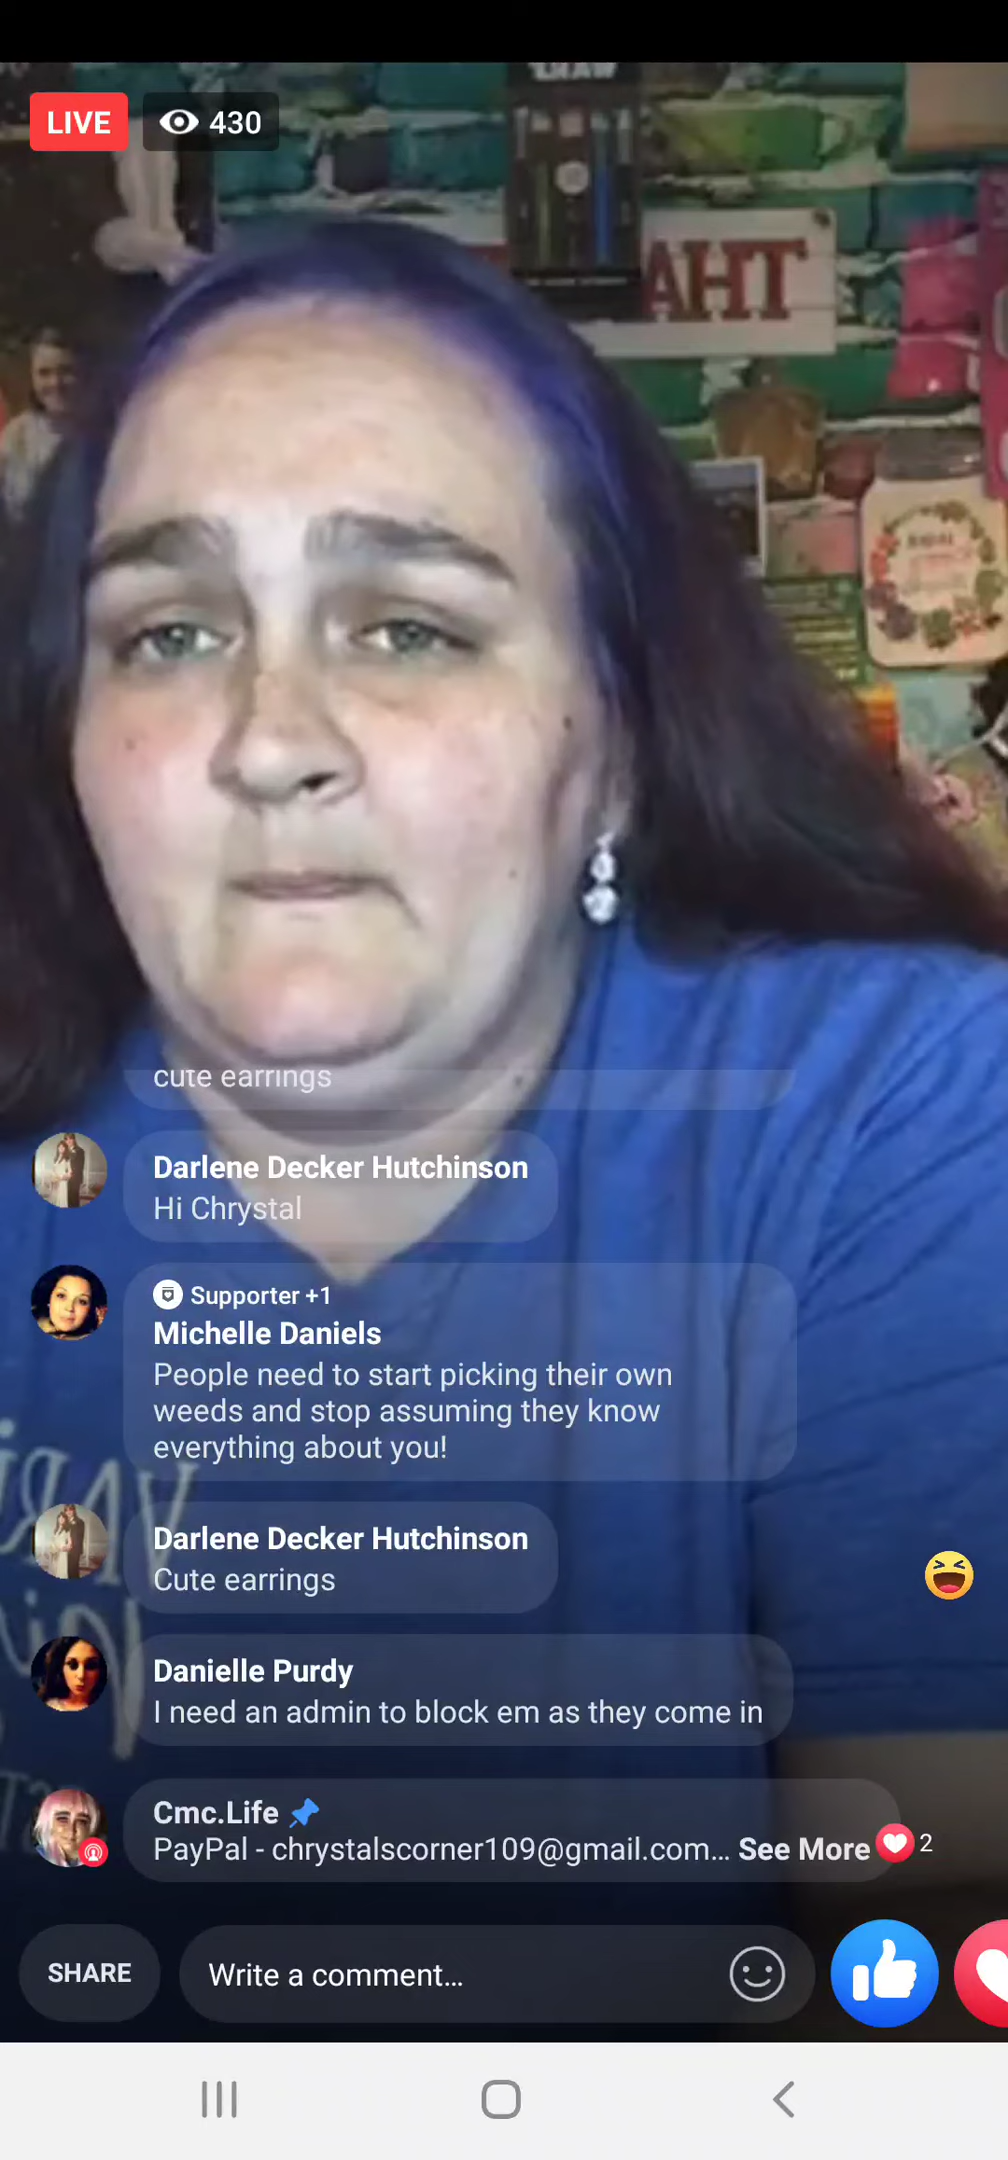 LIVE
430
AHT
cute earrings
Darlene Decker Hutchinson
Hi Chrystal
Supporter +1
Michelle Daniels
People need to start picking their own
weeds and stop assuming they know
everything about you!
Darlene Decker Hutchinson
Cute earrings
Danielle Purdy
I need an admin to block em as they come in
Cmc.Life
PayPal - chrystalscorner109@gmail.com... See More
2
SHARE
Write a comment...